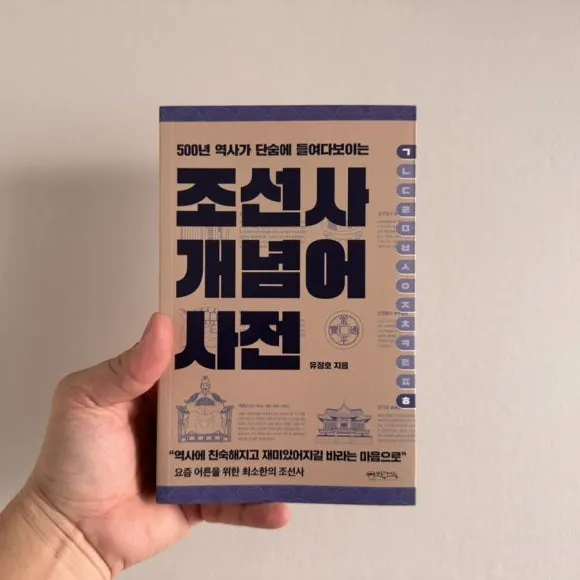 500년 역사가 단숨에 들여다보이는
조선사
개념어
사전
유정호 지음
ㄱ
ㄴ
ㄷ
ㄹ
ㅁ
ㅂ
ㅅ
ㅇ
ㅈ
ㅊ
ㅋ
ㅌ
ㅍ
ㅎ
“역사에 친숙해지고 재미있어지길 바라는 마음으로”
요즘 어른을 위한 최소한의 조선사